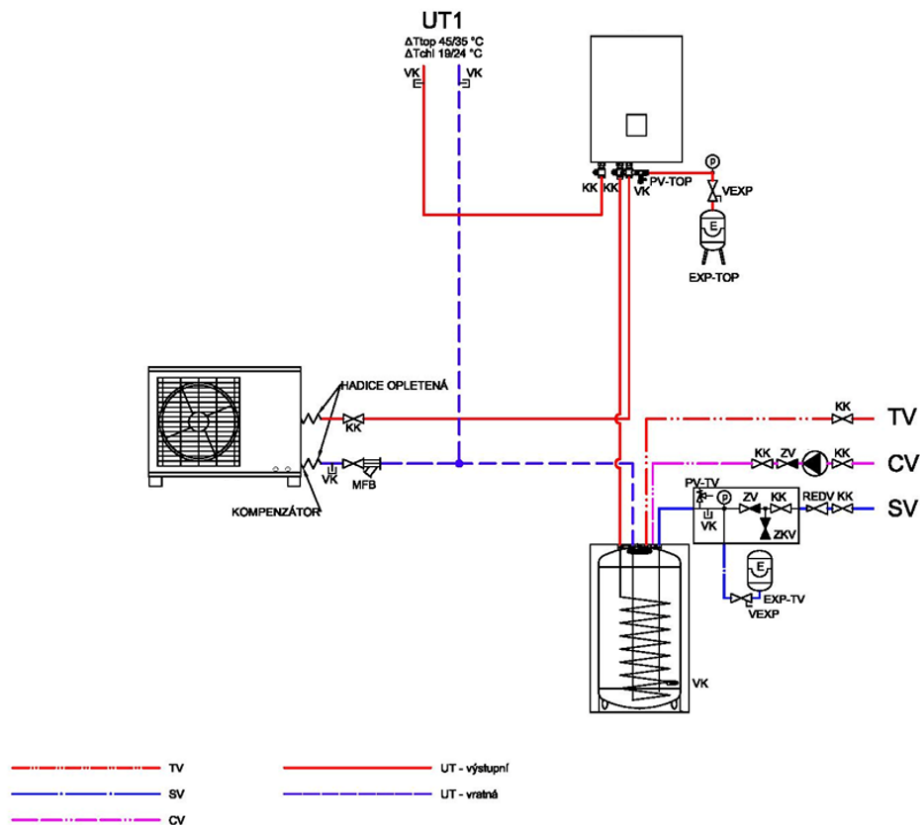 UT1
ΔTtop 45/35 °C
ΔTchl 19/24 °C
VK
VK
KK
KK
VK
PV-TOP
P
VEXP
E
EXP-TOP
HADICE OPLETENÁ
KK
KK
TV
VK
MFB
KOMPENZÁTOR
KK
ZV
KK
CV
PV-TV
P
ZV
KK
REDV
KK
SV
VK
ZKV
E
EXP-TV
VEXP
VK
TV
UT - výstupní
SV
UT - vratná
CV